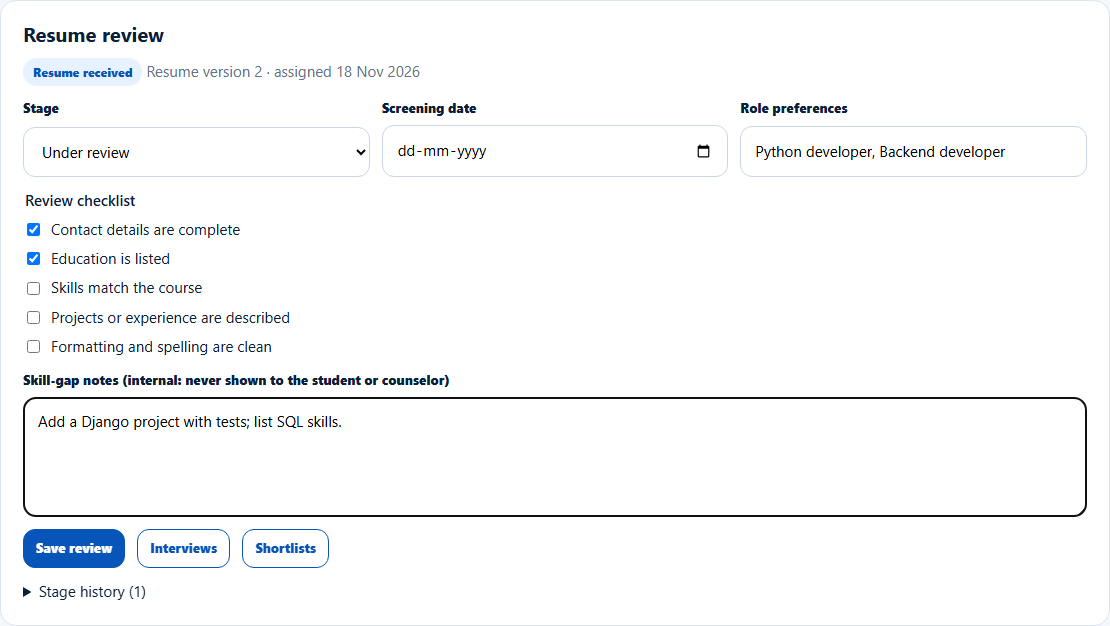 Resume review
Resume received Resume version 2 · assigned 18 Nov 2026
Stage Screening date Role preferences
Under review dd-mm-yyyy Python developer, Backend developer
Review checklist
Contact details are complete
Education is listed
Skills match the course
Projects or experience are described
Formatting and spelling are clean
Skill-gap notes (internal: never shown to the student or counselor)
Add a Django project with tests; list SQL skills.
Save review Interviews Shortlists
Stage history (1)